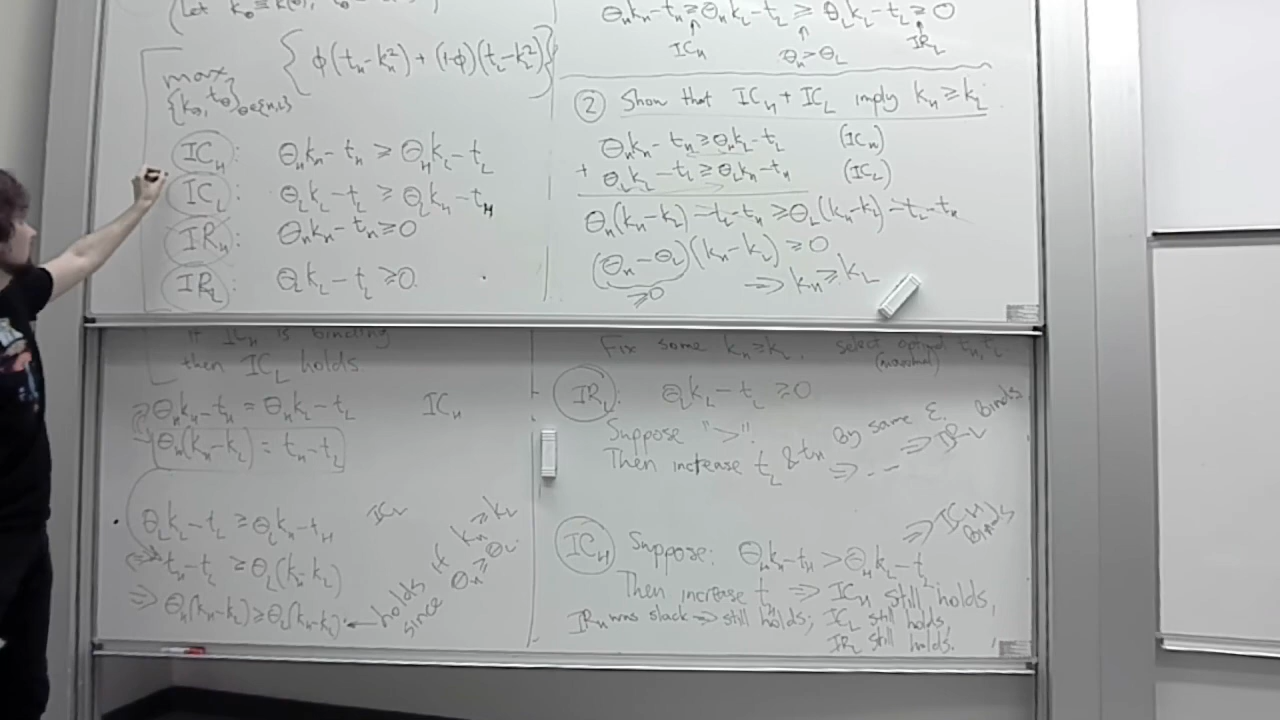 (Let k_θ ≡ k(θ),
max {k_θ, t_θ}_θ∈{H,L} { φ(t_H - k_H²) + (1-φ)(t_L - k_L²) }
IC_H: θ_H k_H - t_H ≥ θ_H k_L - t_L
IC_L: θ_L k_L - t_L ≥ θ_L k_H - t_H
IR_H: θ_H k_H - t_H ≥ 0
IR_L: θ_L k_L - t_L ≥ 0.
θ_H k_H - t_H ≥ θ_H k_L - t_L ≥ θ_L k_L - t_L ≥ 0
↑ IC_H ↑ θ_H > θ_L ↑ IR_L
② Show that IC_H + IC_L imply k_H ≥ k_L
θ_H k_H - t_H ≥ θ_H k_L - t_L (IC_H)
+ θ_L k_L - t_L ≥ θ_L k_H - t_H (IC_L)
θ_H(k_H - k_L) - t_L - t_H ≥ θ_L(k_H - k_L) - t_L - t_H
(θ_H - θ_L)(k_H - k_L) ≥ 0
≥0 ⇒ k_H ≥ k_L
If IC_H is binding
then IC_L holds.
⇒ θ_H k_H - t_H = θ_H k_L - t_L IC_H
θ_H(k_H - k_L) = t_H - t_L
θ_L k_L - t_L ≥ θ_L k_H - t_H IC_L
⇔ t_H - t_L ≥ θ_L(k_H - k_L)
⇒ θ_H(k_H - k_L) ≥ θ_L(k_H - k_L) ← holds if k_H ≥ k_L
since θ_H ≥ θ_L.
Fix some k_H ≥ k_L, select optimal t_H, t_L
(maximal)
IR_L: θ_L k_L - t_L ≥ 0
Suppose ">".
Then increase t_L & t_H by same ε.
⇒ ... ⇒ IR_L Binds
IC_H Suppose: θ_H k_H - t_H > θ_H k_L - t_L ⇒ IC_H Binds
Then increase t_H ⇒ IC_H still holds,
IR_H was slack ⇒ still holds; IC_L still holds,
IR_L still holds.